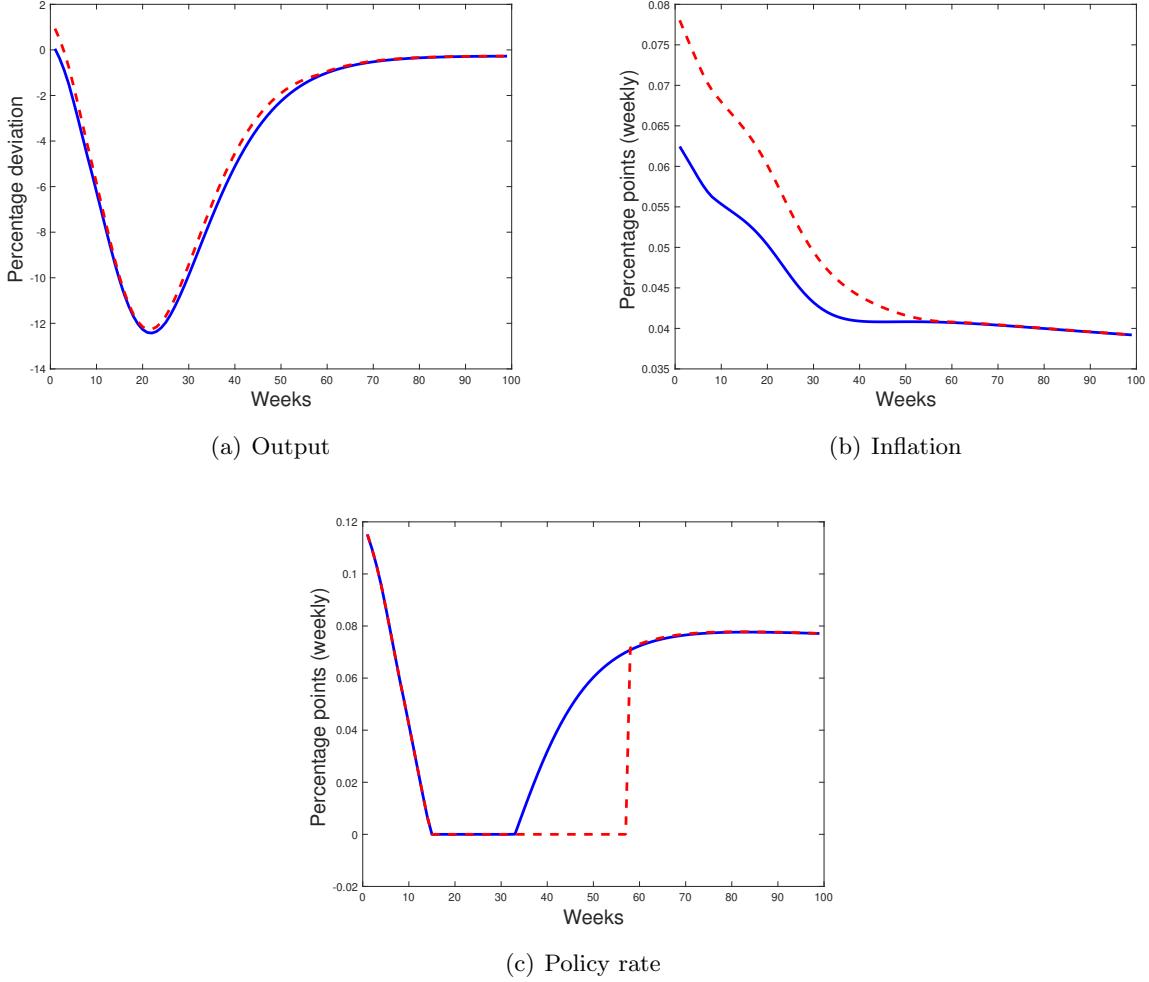 2
0
-2
-4
-6
-8
-10
-12
-14
0 10 20 30 40 50 60 70 80 90 100
Percentage deviation
Weeks
(a) Output
0.08
0.075
0.07
0.065
0.06
0.055
0.05
0.045
0.04
0.035
0 10 20 30 40 50 60 70 80 90 100
Percentage points (weekly)
Weeks
(b) Inflation
0.12
0.1
0.08
0.06
0.04
0.02
0
-0.02
0 10 20 30 40 50 60 70 80 90 100
Percentage points (weekly)
Weeks
(c) Policy rate